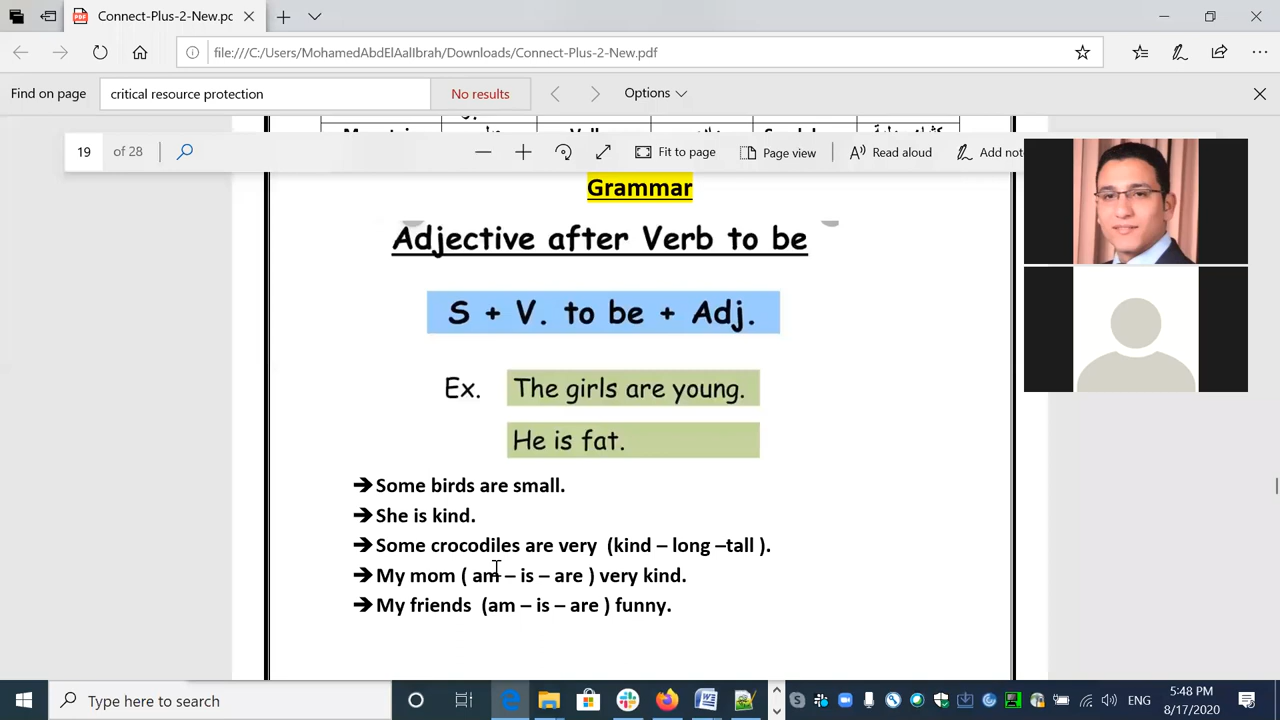 Connect-Plus-2-New.pdf
file:///C:/Users/MohamedAbdElAalIbrah/Downloads/Connect-Plus-2-New.pdf
Find on page
critical resource protection
No results
Options
19 of 28
Fit to page
Page view
Read aloud
Grammar
Adjective after Verb to be
S + V. to be + Adj.
Ex. The girls are young.
He is fat.
➔Some birds are small.
➔She is kind.
➔Some crocodiles are very (kind – long –tall ).
➔My mom ( am – is – are ) very kind.
➔My friends (am – is – are ) funny.
Type here to search
ENG
5:48 PM
8/17/2020